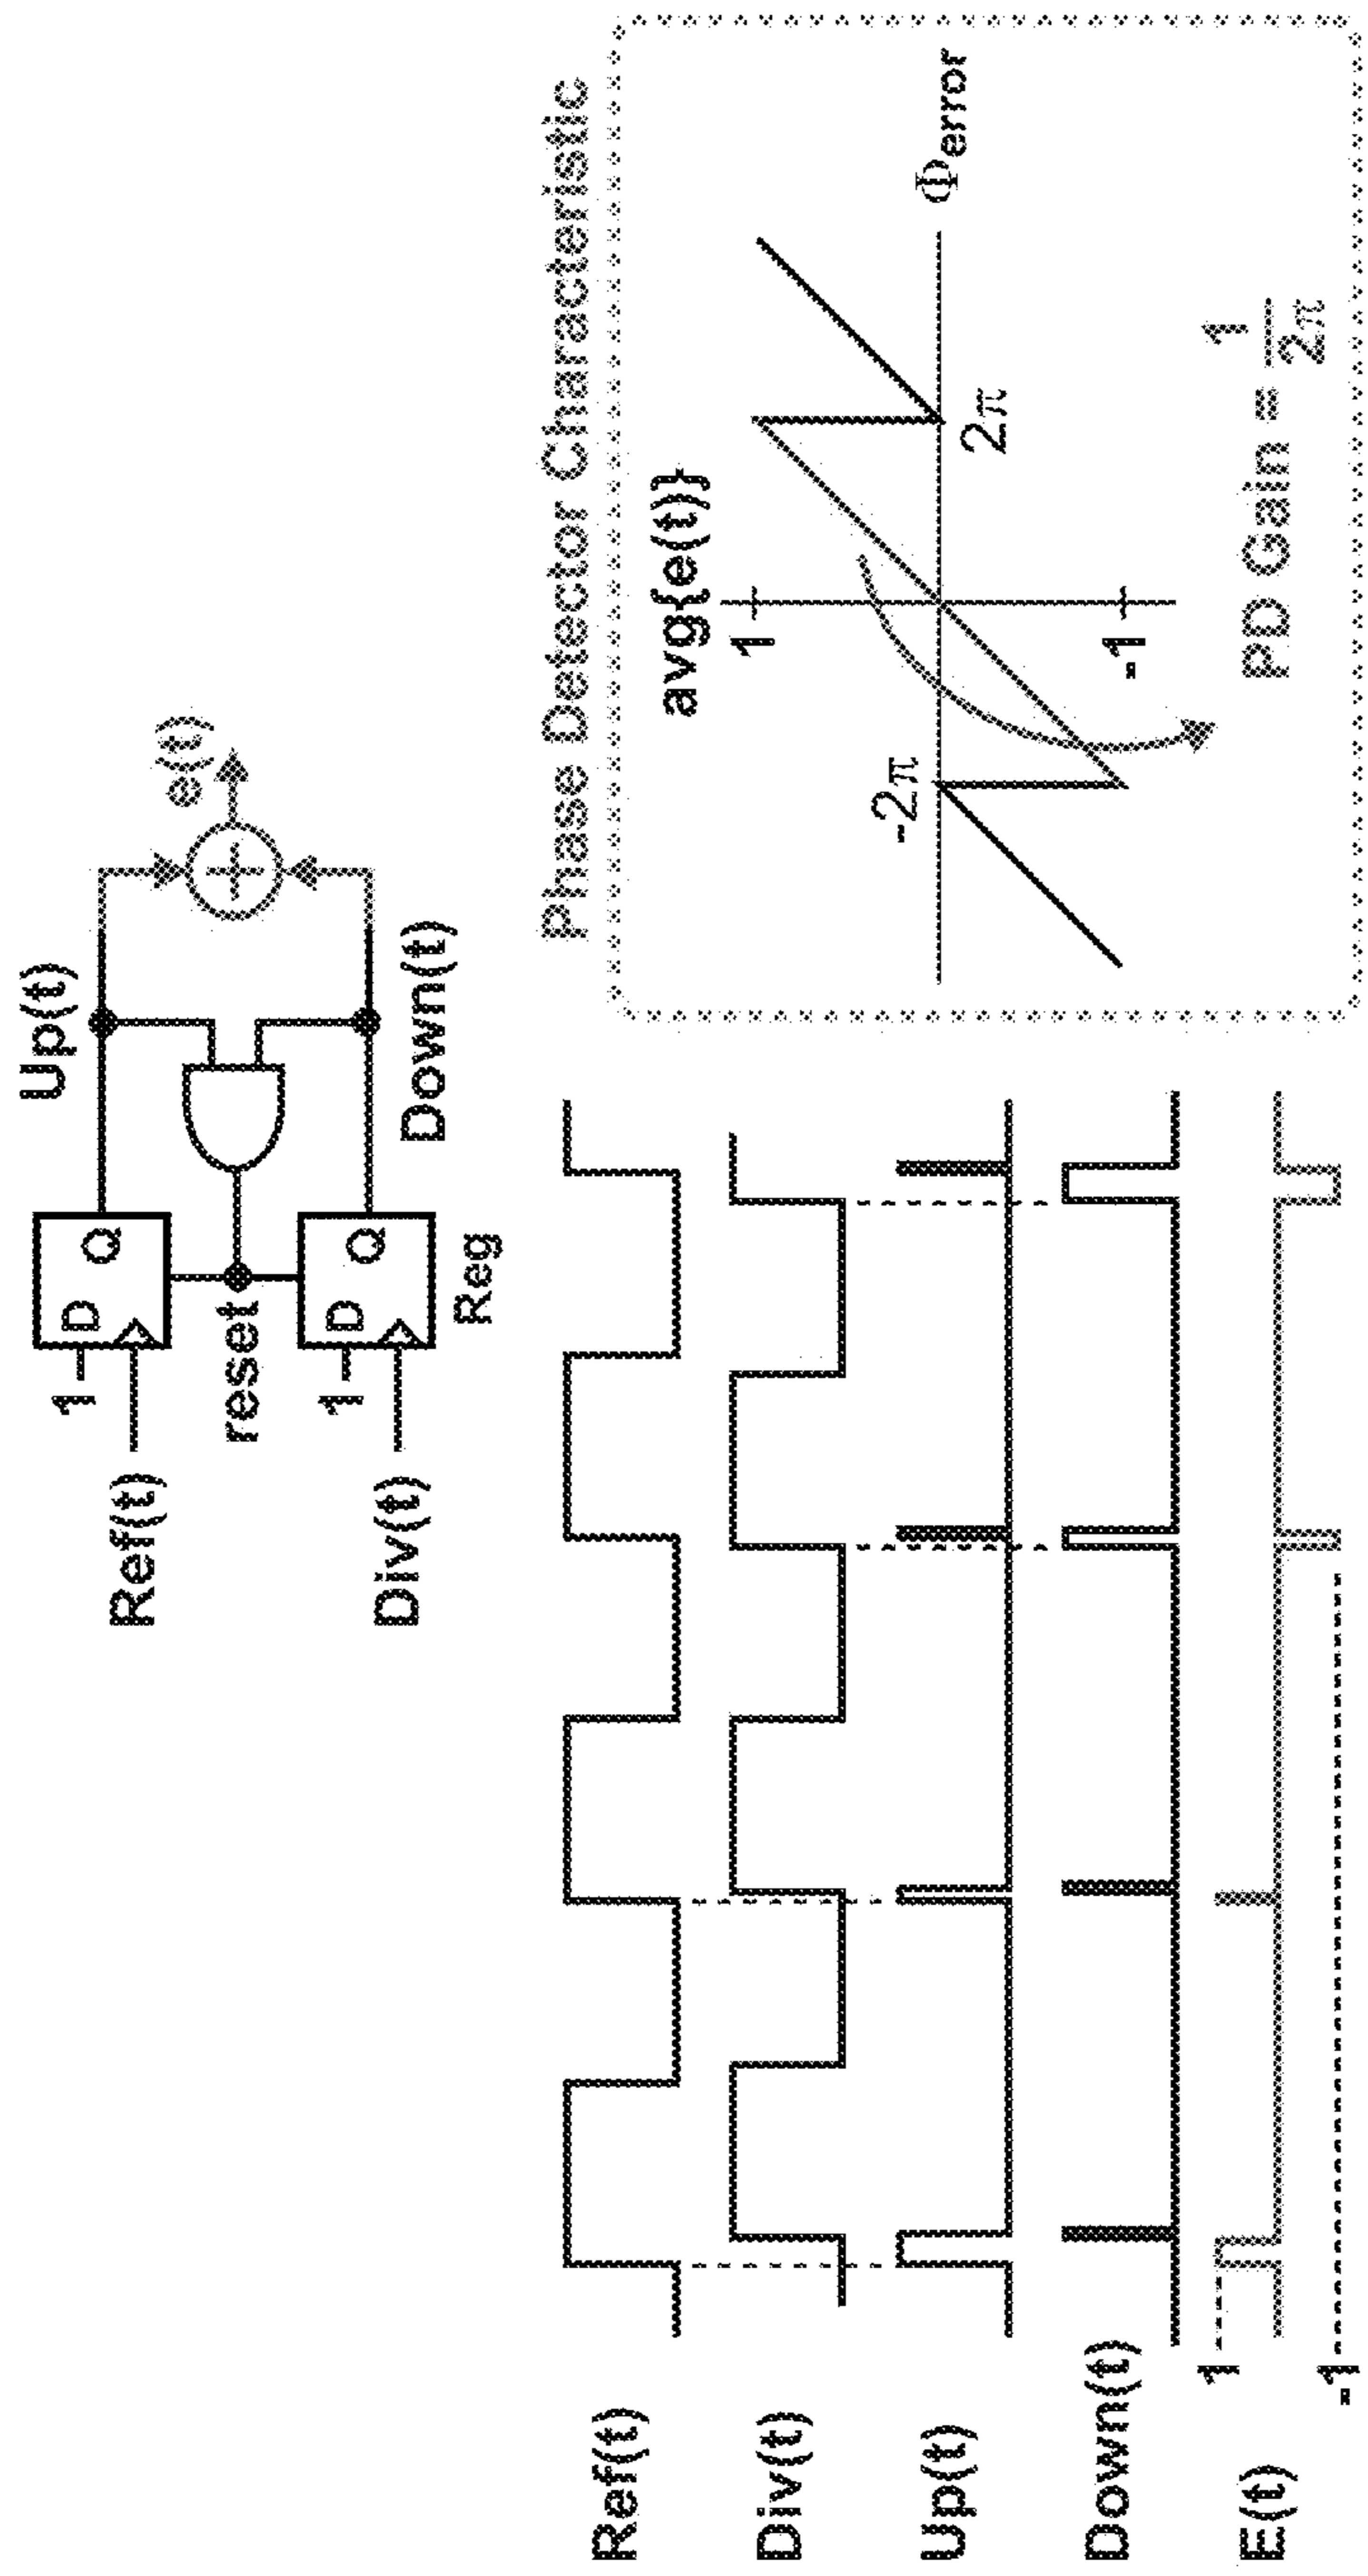 Up(t)
e(t)
1
D
Q
Ref(t)
reset
1
D
Q
Div(t)
Reg
Down(t)
Ref(t)
Div(t)
Up(t)
Down(t)
1
E(t)
-1
Phase Detector Characteristic
avg{e(t)}
1
-2π
2π
Φerror
-1
PD Gain = 1
2π